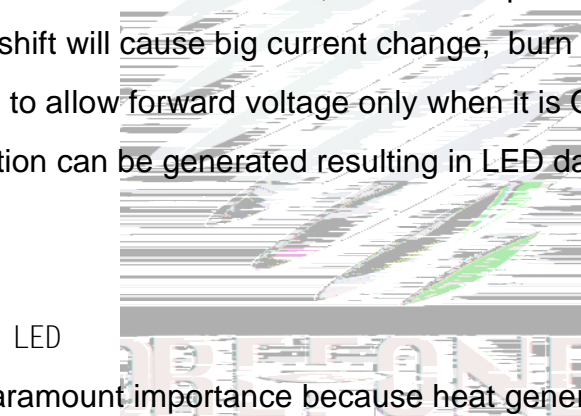 shift will cause big current change, burn
to allow forward voltage only when it is
tion can be generated resulting in LED da
LED
aramount importance because heat gener